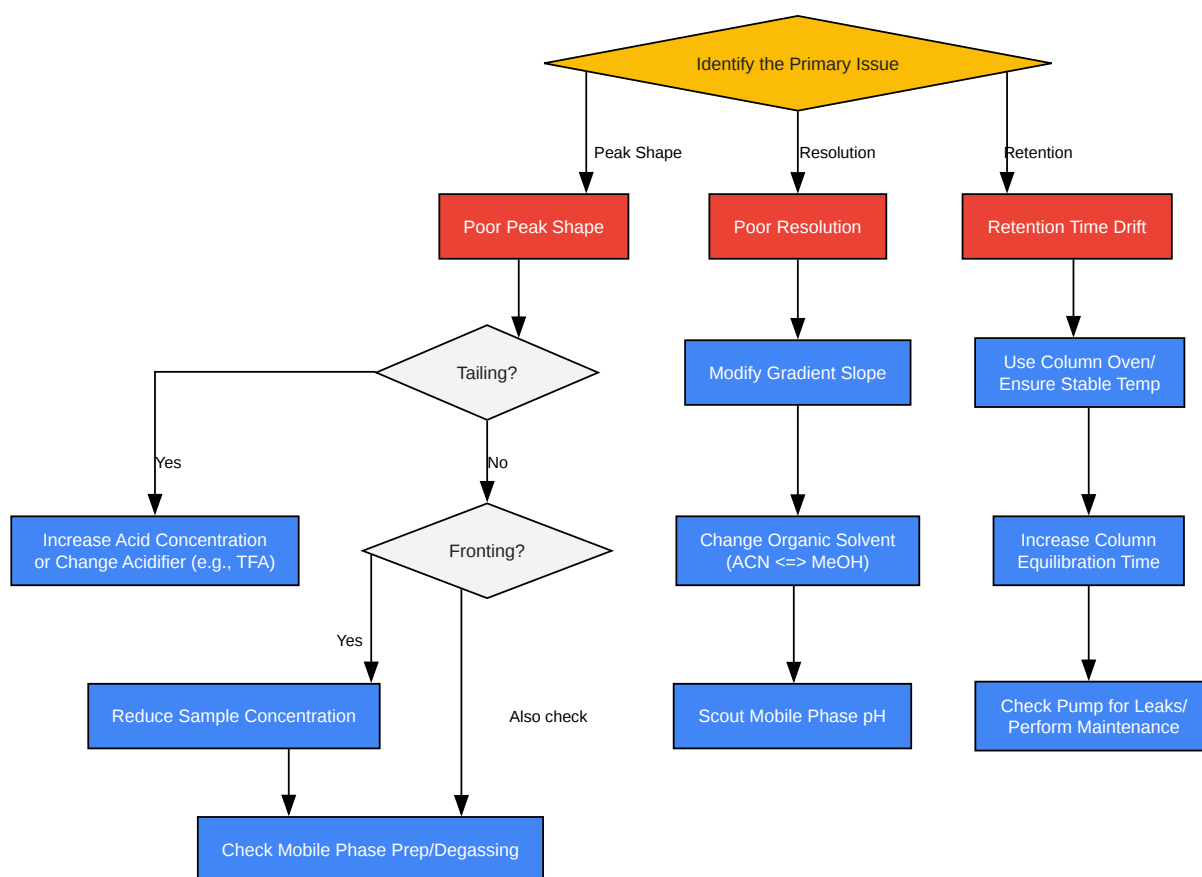 Identify the Primary Issue
Peak Shape
Resolution
Retention
Poor Peak Shape
Poor Resolution
Retention Time Drift
Tailing?
Modify Gradient Slope
Use Column Oven/
Ensure Stable Temp
Yes
No
Increase Acid Concentration
or Change Acidifier (e.g., TFA)
Fronting?
Change Organic Solvent
(ACN <=> MeOH)
Increase Column
Equilibration Time
Yes
Reduce Sample Concentration
Also check
Scout Mobile Phase pH
Check Pump for Leaks/
Perform Maintenance
Check Mobile Phase Prep/Degassing